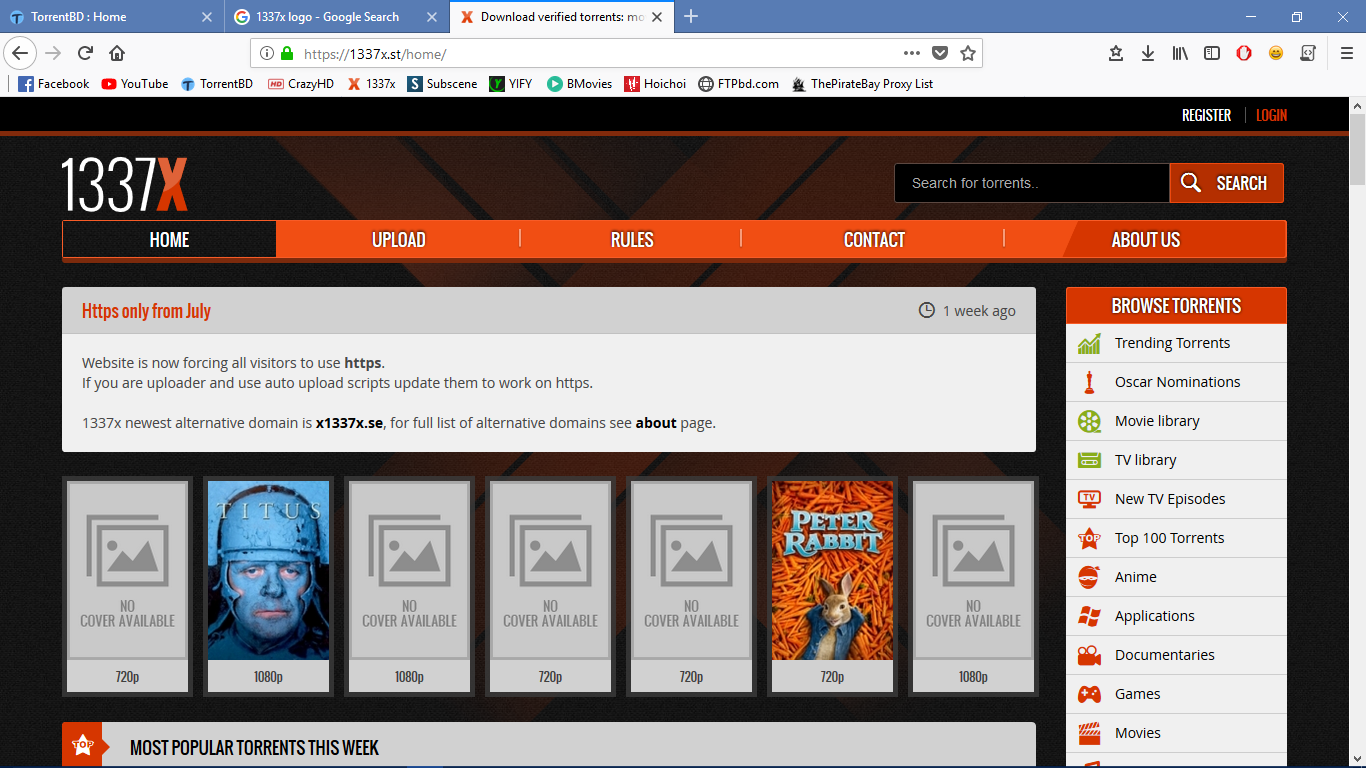 TorrentBD : Home
1337x logo - Google Search
Download verified torrents: mo
https://1337x.st/home/
Facebook YouTube TorrentBD CrazyHD 1337x Subscene YIFY BMovies Hoichoi FTPbd.com ThePirateBay Proxy List
REGISTER LOGIN
1337X
Search for torrents.. SEARCH
HOME UPLOAD RULES CONTACT ABOUT US
Https only from July 1 week ago
Website is now forcing all visitors to use https.
If you are uploader and use auto upload scripts update them to work on https.
1337x newest alternative domain is x1337x.se, for full list of alternative domains see about page.
NO
COVER AVAILABLE
720p
TITUS
1080p
NO
COVER AVAILABLE
1080p
NO
COVER AVAILABLE
720p
NO
COVER AVAILABLE
720p
PETER
RABBIT
720p
NO
COVER AVAILABLE
1080p
TOP MOST POPULAR TORRENTS THIS WEEK
BROWSE TORRENTS
Trending Torrents
Oscar Nominations
Movie library
TV library
TV New TV Episodes
TOP Top 100 Torrents
Anime
Applications
Documentaries
Games
Movies